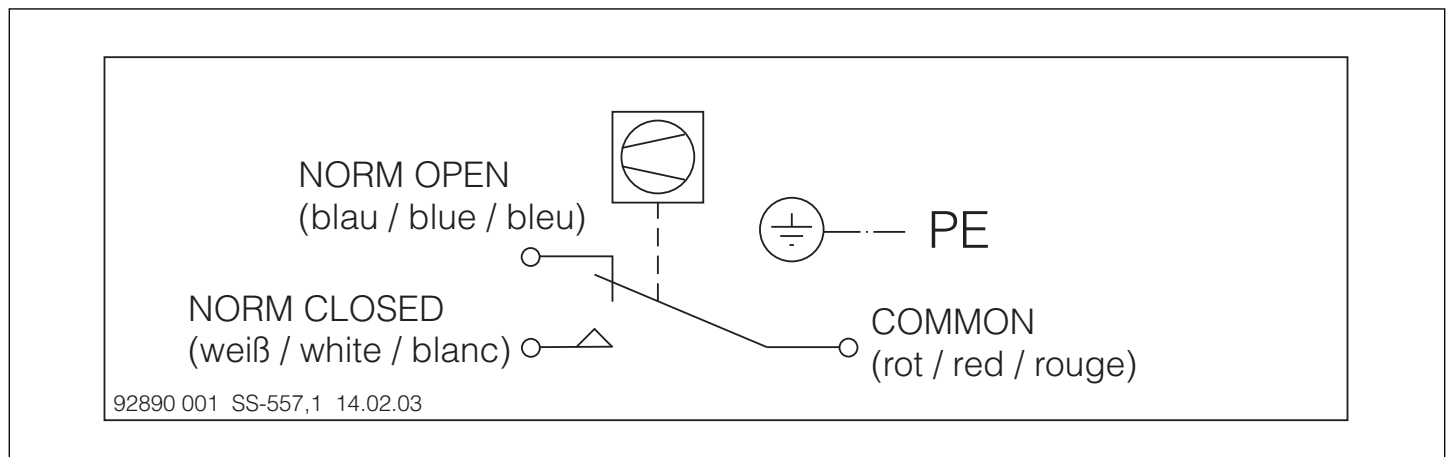 NORM OPEN
(blau / blue / bleu)
PE
NORM CLOSED
(weiß / white / blanc)
COMMON
(rot / red / rouge)
92890 001 SS-557,1 14.02.03